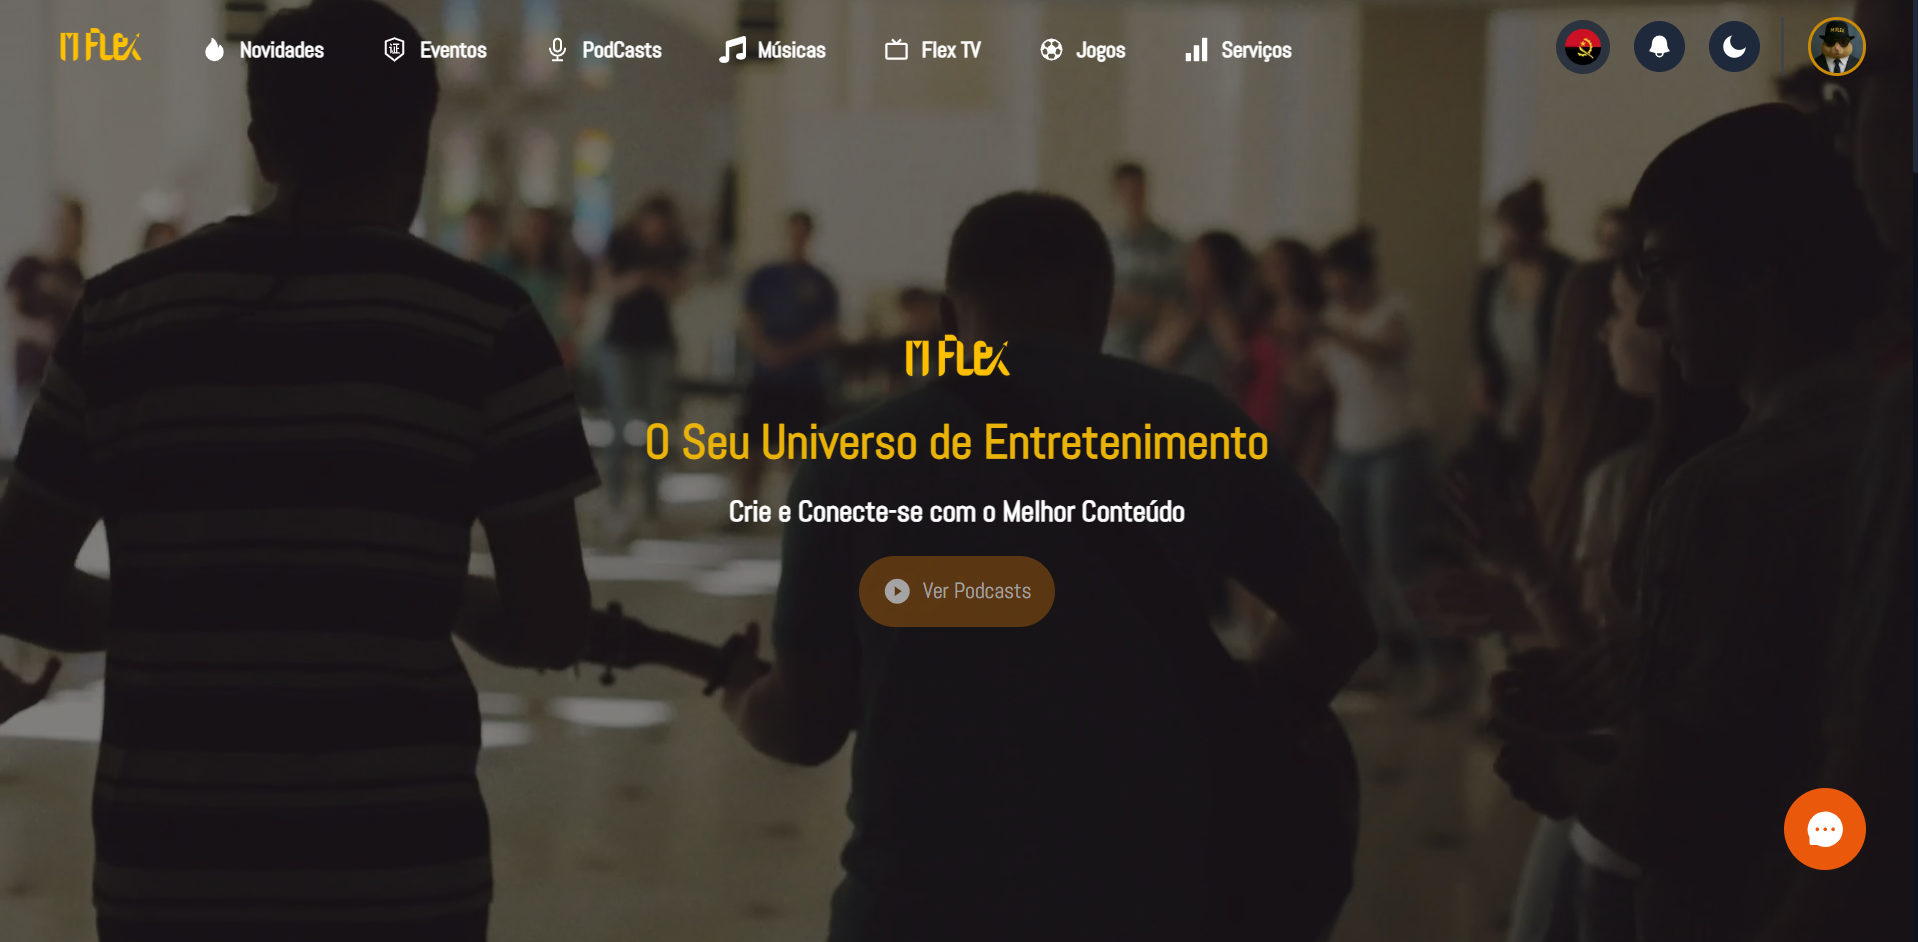 M FLEX
Novidades
Eventos
PodCasts
Músicas
Flex TV
Jogos
Serviços
M FLEX
O Seu Universo de Entretenimento
Crie e Conecte-se com o Melhor Conteúdo
Ver Podcasts